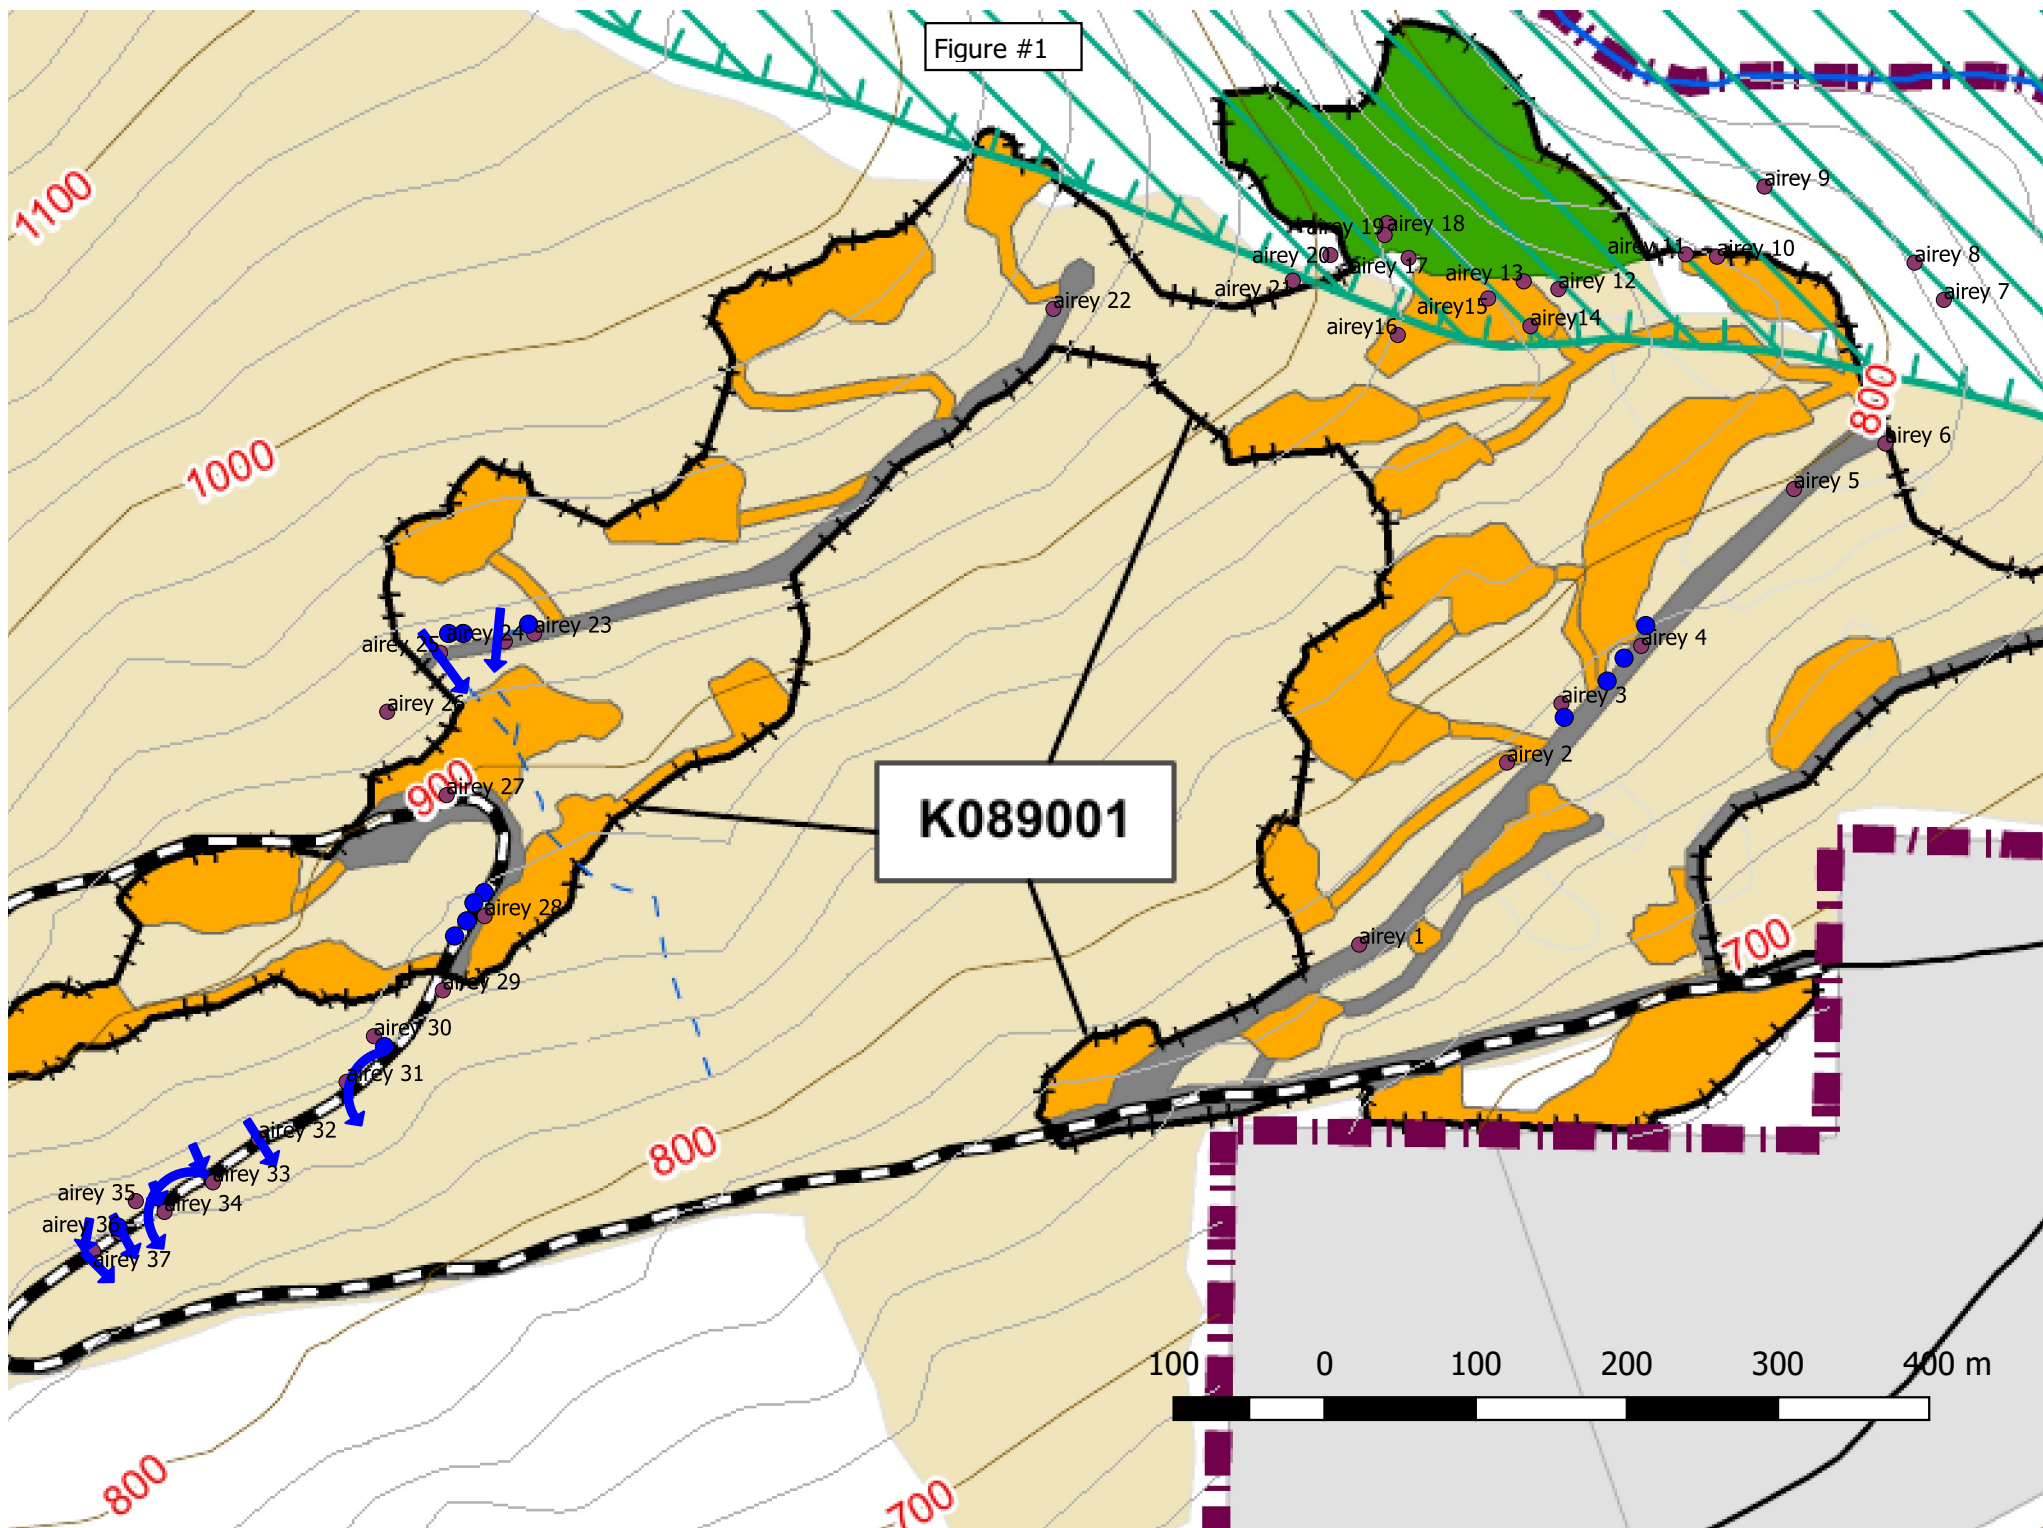 Figure #1
1100
airey 9
airey 19
airey 18
airey 11
airey 10
airey 20
airey 17
airey 8
airey 13
airey 12
airey 21
airey 7
airey 22
airey15
airey14
airey16
800
airey 6
1000
airey 5
airey 23
airey 24
airey 25
airey 4
airey 26
airey 3
airey 2
900
airey 27
K089001
airey 28
airey 1
700
airey 29
airey 30
airey 31
airey 32
800
airey 33
airey 35
airey 34
airey 36
airey 37
100 0 100 200 300 400 m
800
700